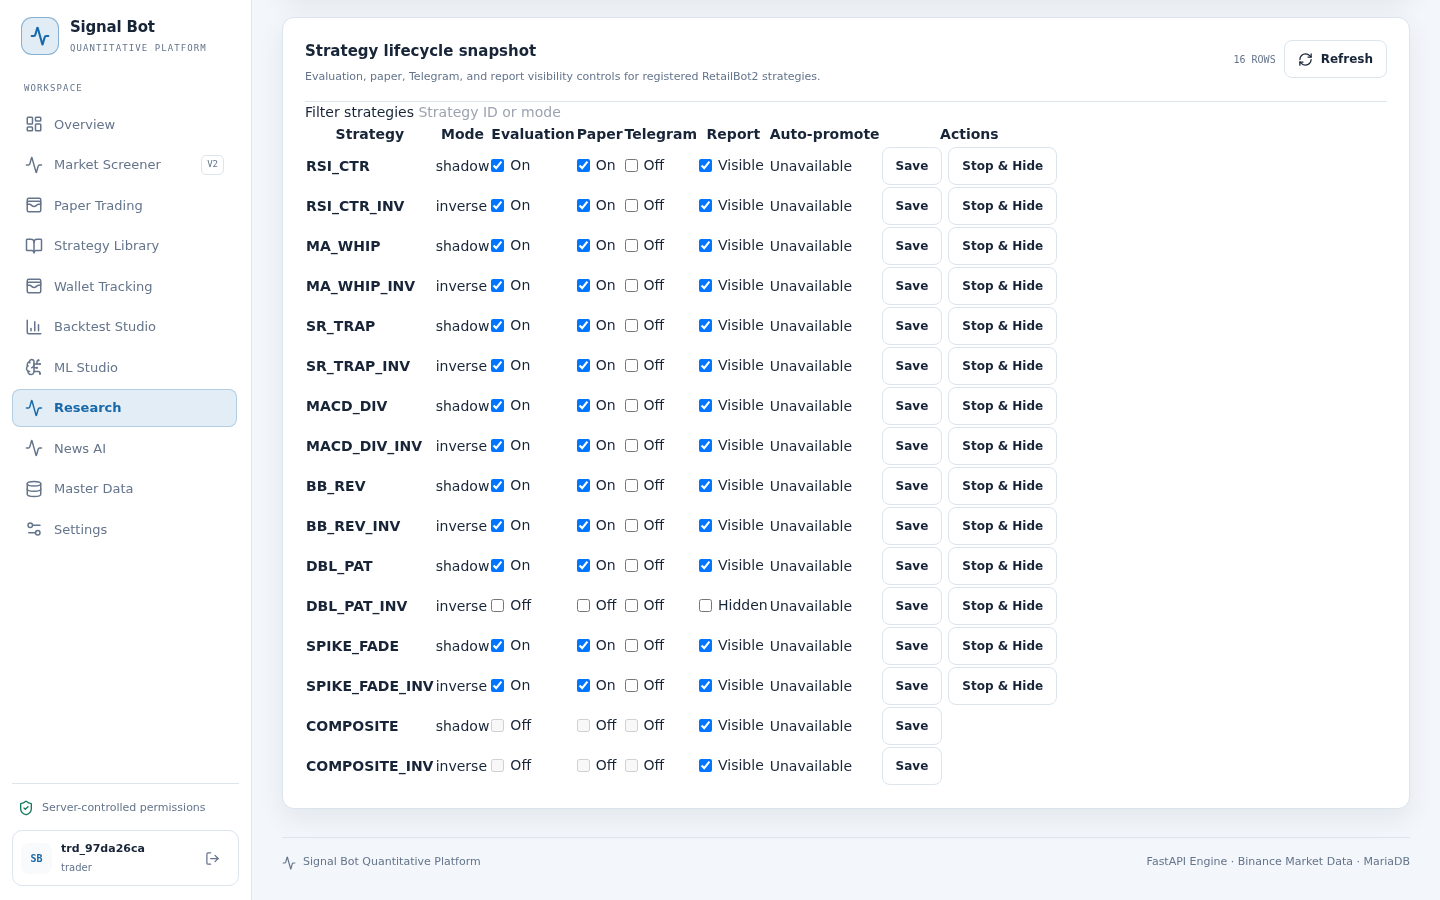 Signal Bot
QUANTITATIVE PLATFORM
WORKSPACE
Overview
Market Screener V2
Paper Trading
Strategy Library
Wallet Tracking
Backtest Studio
ML Studio
Research
News AI
Master Data
Settings
Server-controlled permissions
SB trd_97da26ca
trader
Strategy lifecycle snapshot
Evaluation, paper, Telegram, and report visibility controls for registered RetailBot2 strategies.
16 ROWS Refresh
Filter strategies Strategy ID or mode
Strategy Mode Evaluation Paper Telegram Report Auto-promote Actions
RSI_CTR shadow On On Off Visible Unavailable Save Stop & Hide
RSI_CTR_INV inverse On On Off Visible Unavailable Save Stop & Hide
MA_WHIP shadow On On Off Visible Unavailable Save Stop & Hide
MA_WHIP_INV inverse On On Off Visible Unavailable Save Stop & Hide
SR_TRAP shadow On On Off Visible Unavailable Save Stop & Hide
SR_TRAP_INV inverse On On Off Visible Unavailable Save Stop & Hide
MACD_DIV shadow On On Off Visible Unavailable Save Stop & Hide
MACD_DIV_INV inverse On On Off Visible Unavailable Save Stop & Hide
BB_REV shadow On On Off Visible Unavailable Save Stop & Hide
BB_REV_INV inverse On On Off Visible Unavailable Save Stop & Hide
DBL_PAT shadow On On Off Visible Unavailable Save Stop & Hide
DBL_PAT_INV inverse Off Off Off Hidden Unavailable Save Stop & Hide
SPIKE_FADE shadow On On Off Visible Unavailable Save Stop & Hide
SPIKE_FADE_INV inverse On On Off Visible Unavailable Save Stop & Hide
COMPOSITE shadow Off Off Off Visible Unavailable Save
COMPOSITE_INV inverse Off Off Off Visible Unavailable Save
Signal Bot Quantitative Platform
FastAPI Engine · Binance Market Data · MariaDB